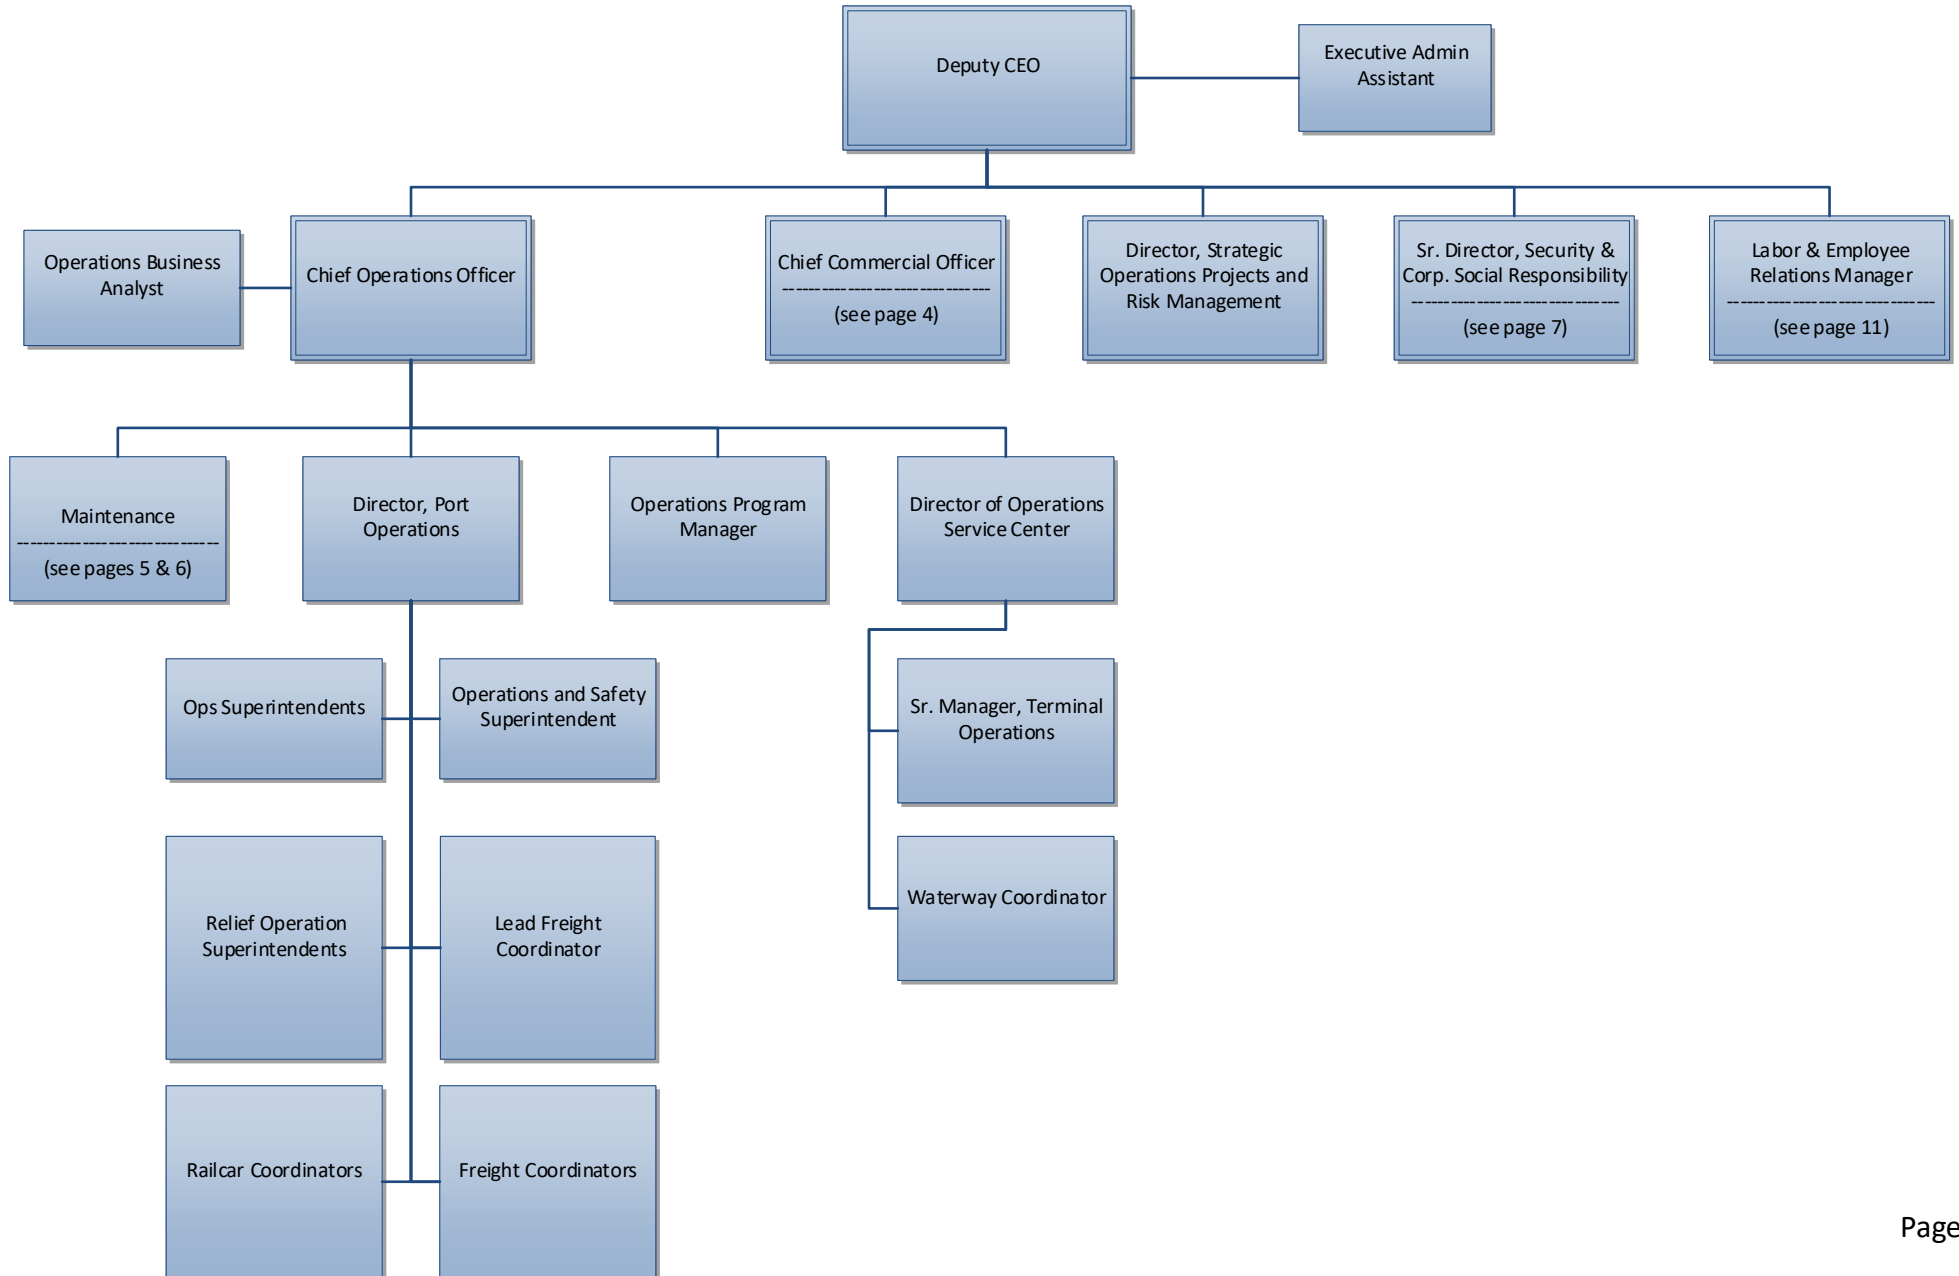 Deputy CEO
Executive Admin
Assistant
Operations Business
Analyst
Chief Operations Officer
Chief Commercial Officer
--------------------------------
(see page 4)
Director, Strategic
Operations Projects and
Risk Management
Sr. Director, Security &
Corp. Social Responsibility
--------------------------------
(see page 7)
Labor & Employee
Relations Manager
--------------------------------
(see page 11)
Maintenance
-------------------------------
(see pages 5 & 6)
Director, Port
Operations
Operations Program
Manager
Director of Operations
Service Center
Ops Superintendents
Operations and Safety
Superintendent
Sr. Manager, Terminal
Operations
Relief Operation
Superintendents
Lead Freight
Coordinator
Waterway Coordinator
Railcar Coordinators
Freight Coordinators
Page